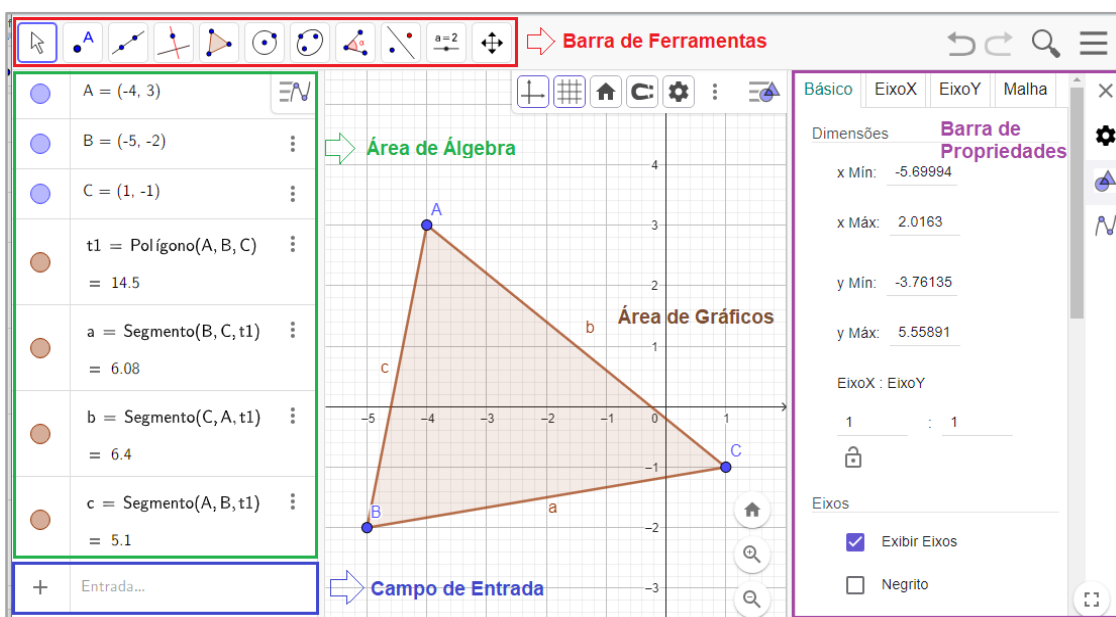 A
α
a=2
Barra de Ferramentas
A = (-4, 3)
B = (-5, -2)
C = (1, -1)
t1 = Polígono(A, B, C)
= 14.5
a = Segmento(B, C, t1)
= 6.08
b = Segmento(C, A, t1)
= 6.4
c = Segmento(A, B, t1)
= 5.1
+ Entrada...
Área de Álgebra
Campo de Entrada
4
3
2
1
-5 -4 -3 -2 -1 0 1
-1
-2
-3
A
B
C
a
b
c
Área de Gráficos
Básico EixoX EixoY Malha
Barra de
Propriedades
Dimensões
x Mín: -5.69994
x Máx: 2.0163
y Mín: -3.76135
y Máx: 5.55891
EixoX : EixoY
1 : 1
Eixos
Exibir Eixos
Negrito